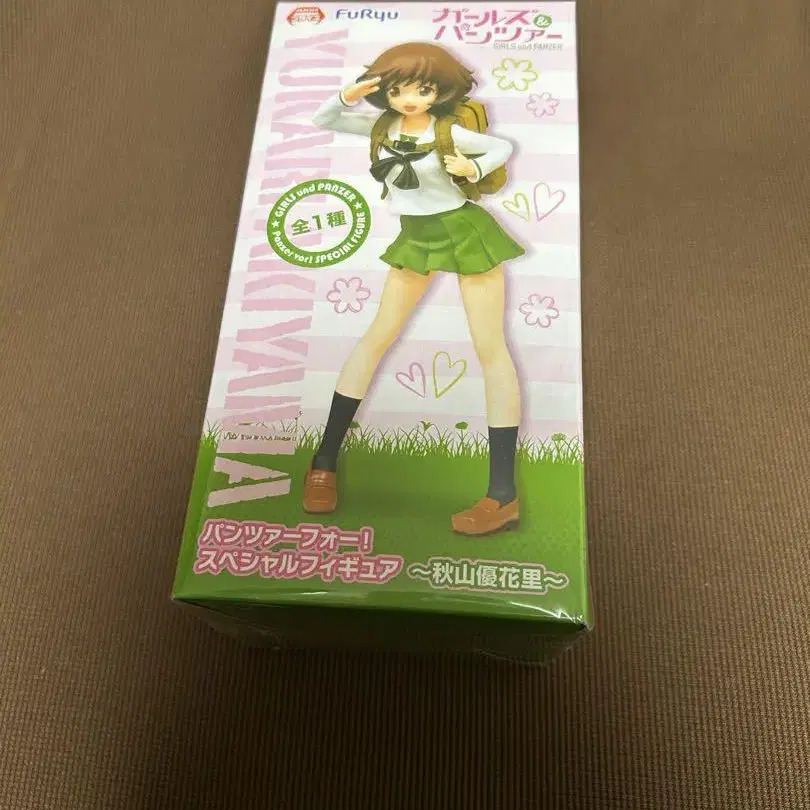 FuRyu
ガールズ&
パンツァー
GIRLS und PANZER
YUKARI AKIYAMA
★ GIRLS und PANZER ★
全1種
Panzer vor! SPECIAL FIGURE
パンツァーフォー!
スペシャルフィギュア
~秋山優花里~